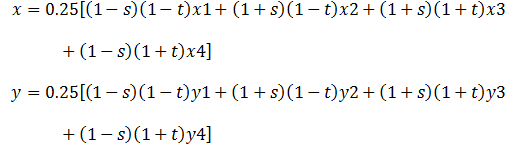 x = 0.25[(1 − s)(1 − t)x1 + (1 + s)(1 − t)x2 + (1 + s)(1 + t)x3
+ (1 − s)(1 + t)x4]
y = 0.25[(1 − s)(1 − t)y1 + (1 + s)(1 − t)y2 + (1 + s)(1 + t)y3
+ (1 − s)(1 + t)y4]